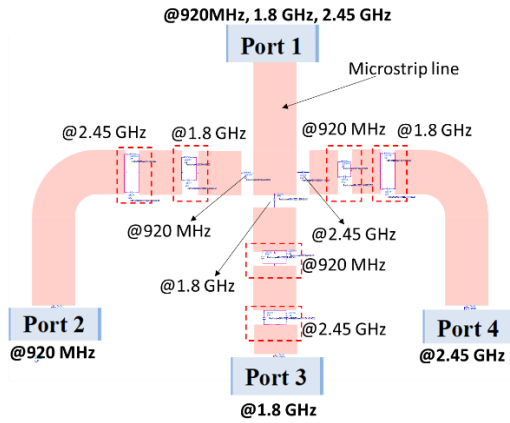 @920MHz, 1.8 GHz, 2.45 GHz
Port 1
Microstrip line
@2.45 GHz
@1.8 GHz
@920 MHz
@1.8 GHz
@920 MHz
@2.45 GHz
@1.8 GHz
@920 MHz
@2.45 GHz
Port 2
@920 MHz
Port 3
@1.8 GHz
Port 4
@2.45 GHz